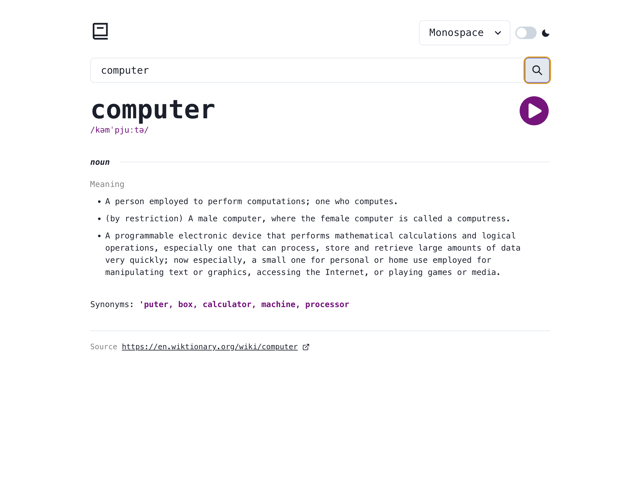 Monospace
computer
computer
/kəmˈpjuːtə/
noun
Meaning
• A person employed to perform computations; one who computes.
• (by restriction) A male computer, where the female computer is called a computress.
• A programmable electronic device that performs mathematical calculations and logical
operations, especially one that can process, store and retrieve large amounts of data
very quickly; now especially, a small one for personal or home use employed for
manipulating text or graphics, accessing the Internet, or playing games or media.
Synonyms: 'puter, box, calculator, machine, processor
Source https://en.wiktionary.org/wiki/computer